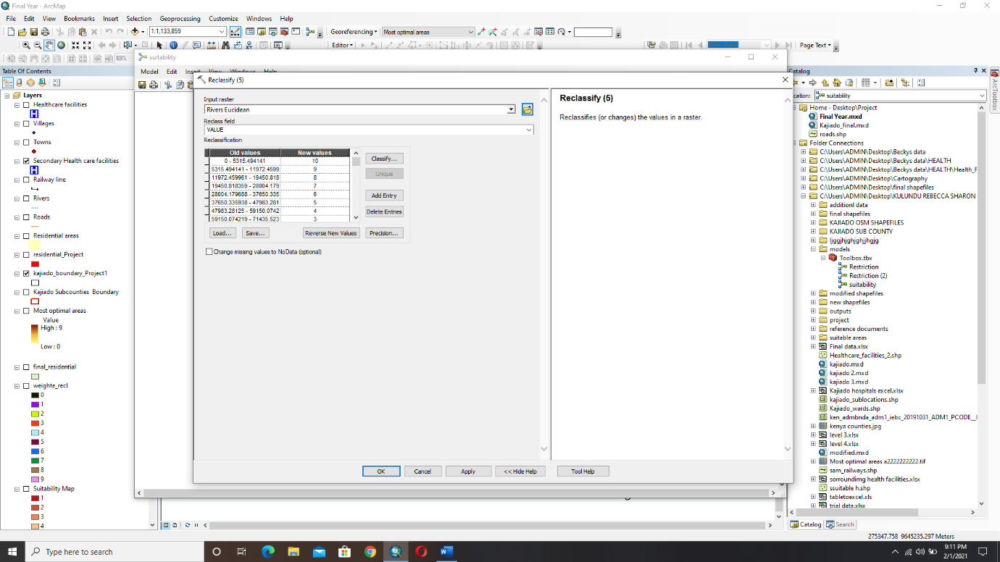 Final Year - ArcMap
File Edit View Bookmarks Insert Selection Geoprocessing Customize Windows Help
1:1,133,859
Georeferencing
Most optimal areas
Editor
Page Text
69%
Table Of Contents
Layers
Healthcare facilities
Villages
Towns
Secondary Health care facilities
Railway line
Rivers
Roads
Residential areas
residential_Project
kajiado_boundary_Project1
Kajiado Subcounties Boundary
Most optimal areas
Value
High : 9
Low : 0
final_residential
weighte_recl
0
1
2
3
4
5
6
7
8
9
Suitability Map
1
2
3
4
suitability
Model Edit Insert View Windows Help
Reclassify (5)
Input raster
Rivers Eucidean
Reclass field
VALUE
Reclassification
Old values New values
0 - 5315.494141 10
5315.494141 - 11972.4599 9
11972.459961 - 19450.818 8
19450.818359 - 28004.179 7
28004.179688 - 37650.335 6
37650.335938 - 47983.281 5
47983.28125 - 59150.0742 4
59150.074219 - 71435.523 3
Classify...
Unique
Add Entry
Delete Entries
Load... Save... Reverse New Values Precision...
Change missing values to NoData (optional)
Reclassify (5)
Reclassifies (or changes) the values in a raster.
OK Cancel Apply << Hide Help Tool Help
Catalog
cation: suitability
Home - Desktop\Project
Final Year.mxd
Kajiado_final.mxd
roads.shp
Folder Connections
C:\Users\ADMIN\Desktop\Beckys data
C:\Users\ADMIN\Desktop\Beckys data\HEALTH
C:\Users\ADMIN\Desktop\Beckys data\HEALTH\Health_F
C:\Users\ADMIN\Desktop\Cartography
C:\Users\ADMIN\Desktop\final shapefiles
C:\Users\ADMIN\Desktop\KULUNDU REBECCA SHARON
additionl data
final shapefiles
KAJIADO OSM SHAPEFILES
KAJIADO SUB COUNTY
models
Toolbox.tbx
Restriction
Restriction (2)
suitability
modified shapefiles
new shapefiles
outputs
project
reference documents
suitable areas
Final data.xlsx
Healthcare_facilities_2.shp
kajiado.mxd
kajiado 2.mxd
kajiado 3.mxd
Kajiado hospitals excel.xlsx
kajiado_sublocations.shp
Kajiado_wards.shp
ken_admbnda_adm1_iebc_20191031_ADM1_PCODE_
kenya counties.jpg
level 3.xlsx
level 4.xlsx
modified.mxd
Most optimal areas a2222222222.tif
sam_railways.shp
sorroundimg health facilities.xlsx
ssuitable h.shp
tabletoexcel.xls
trial data.xlsx
Catalog Search
ArcToolbox
275347.758 9645235.297 Meters
Type here to search
9:11 PM
2/1/2021